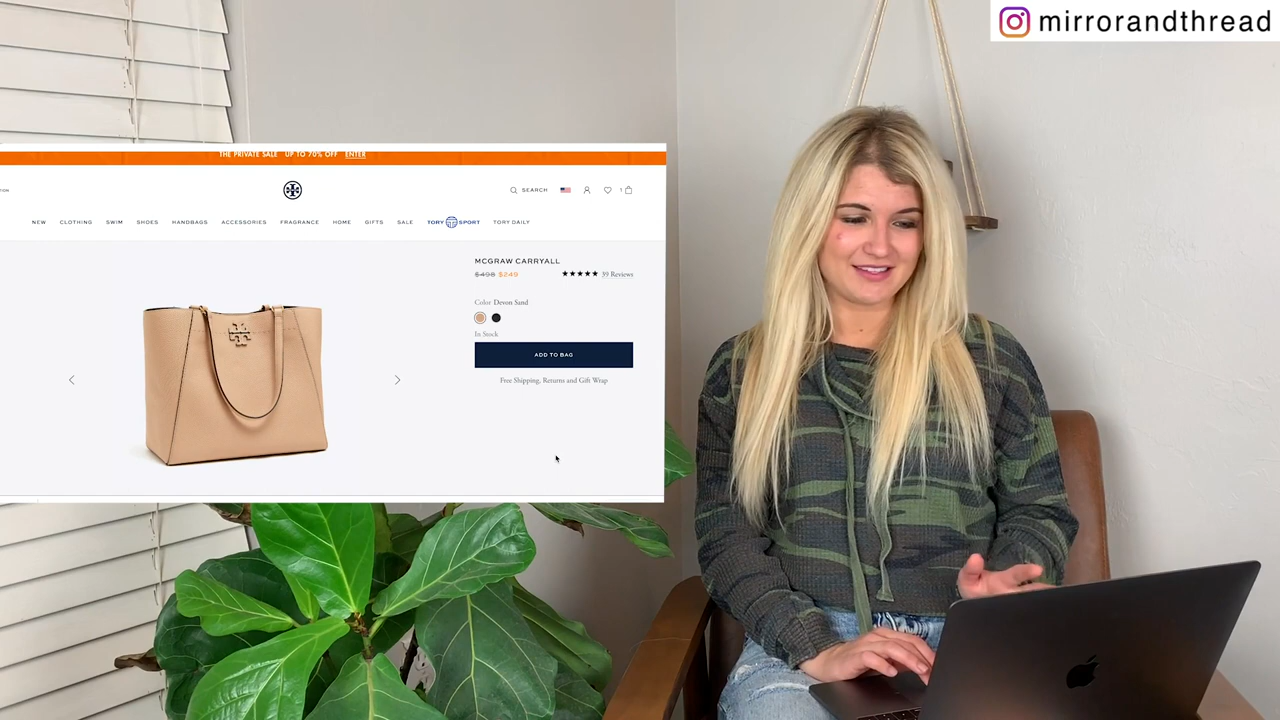 mirrorandthread
THE PRIVATE SALE UP TO 70% OFF ENTER
SEARCH
1
NEW CLOTHING SWIM SHOES HANDBAGS ACCESSORIES FRAGRANCE HOME GIFTS SALE TORY SPORT TORY DAILY
MCGRAW CARRYALL
$498 $249 ★★★★★ 39 Reviews
Color Devon Sand
In Stock
ADD TO BAG
Free Shipping, Returns and Gift Wrap